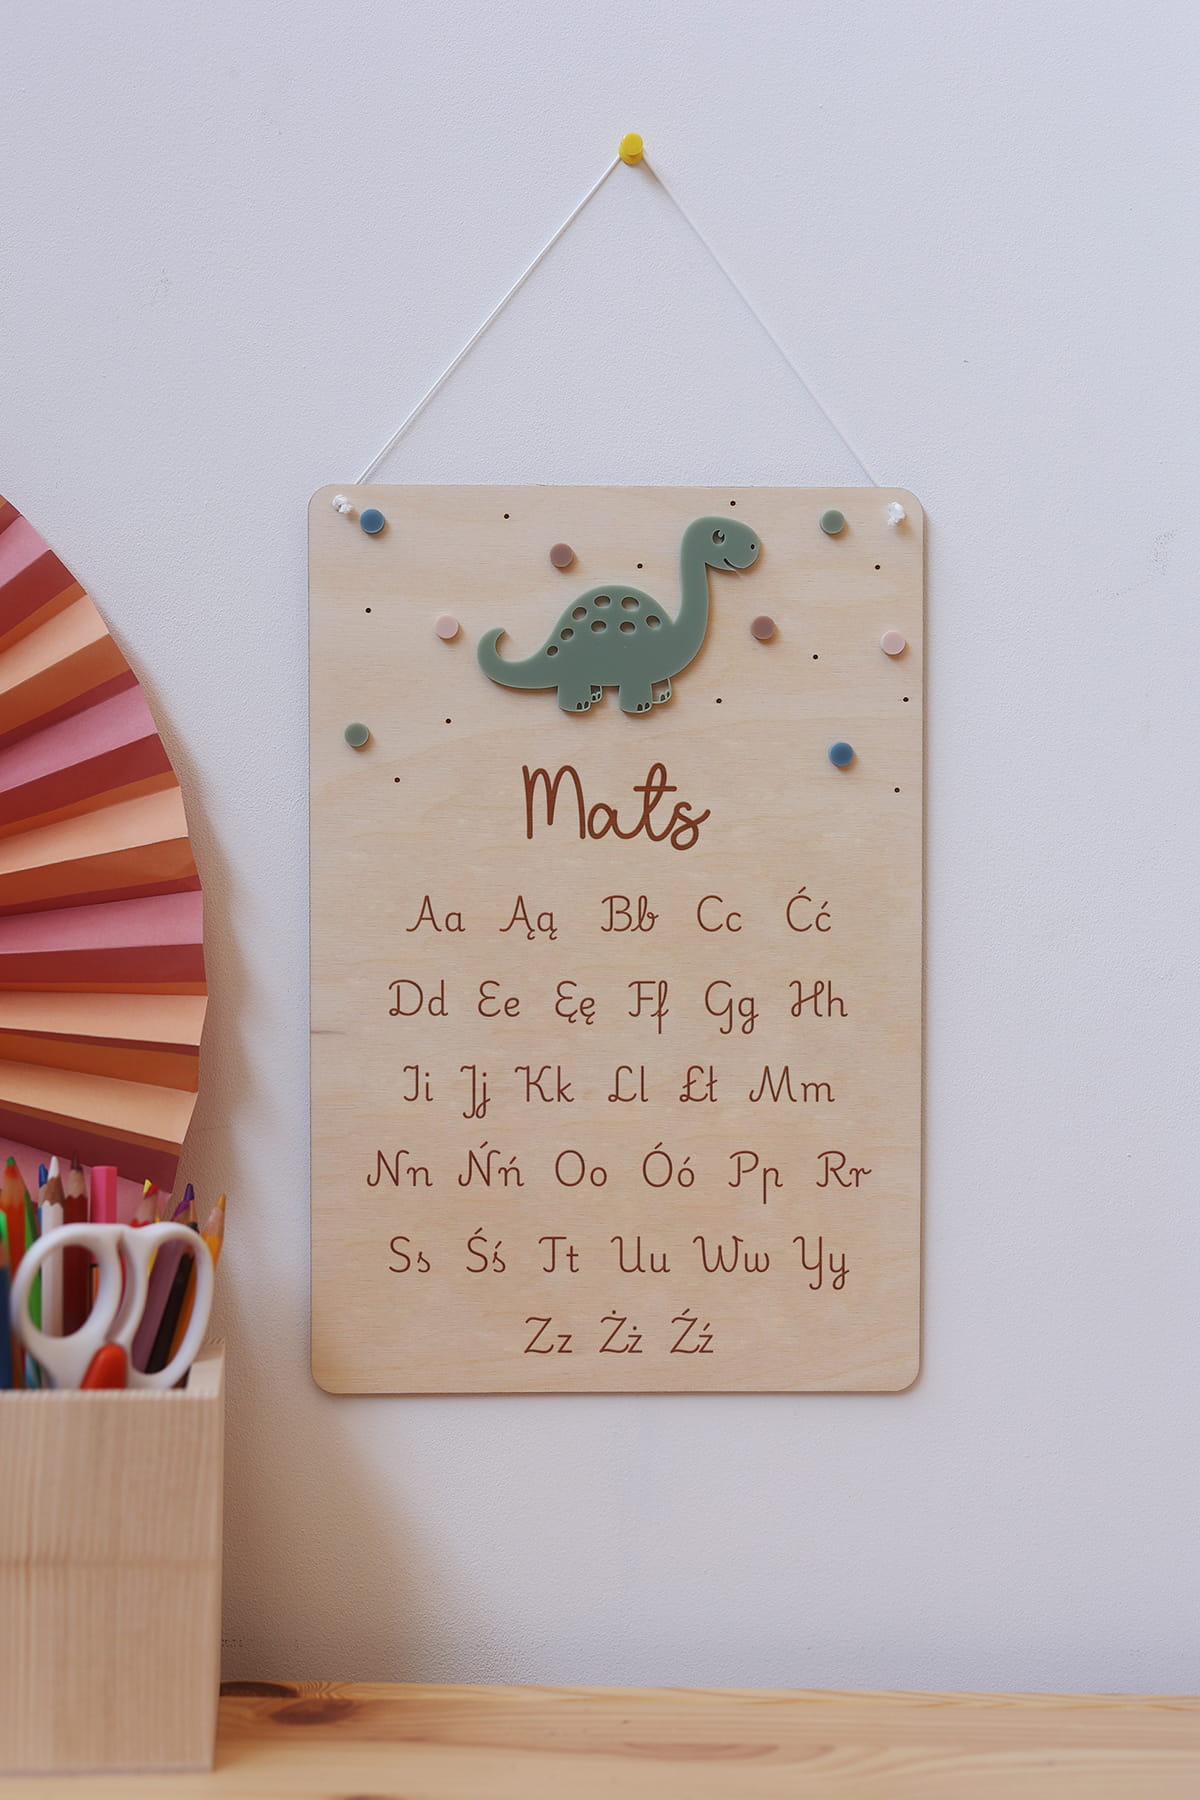 Mats
Aa Ąą Bb Cc Ćć
Dd Ee Ęę Ff Gg Hh
Ii Jj Kk Ll Łł Mm
Nn Ńń Oo Óó Pp Rr
Ss Śś Tt Uu Ww Yy
Zz Żż Źź